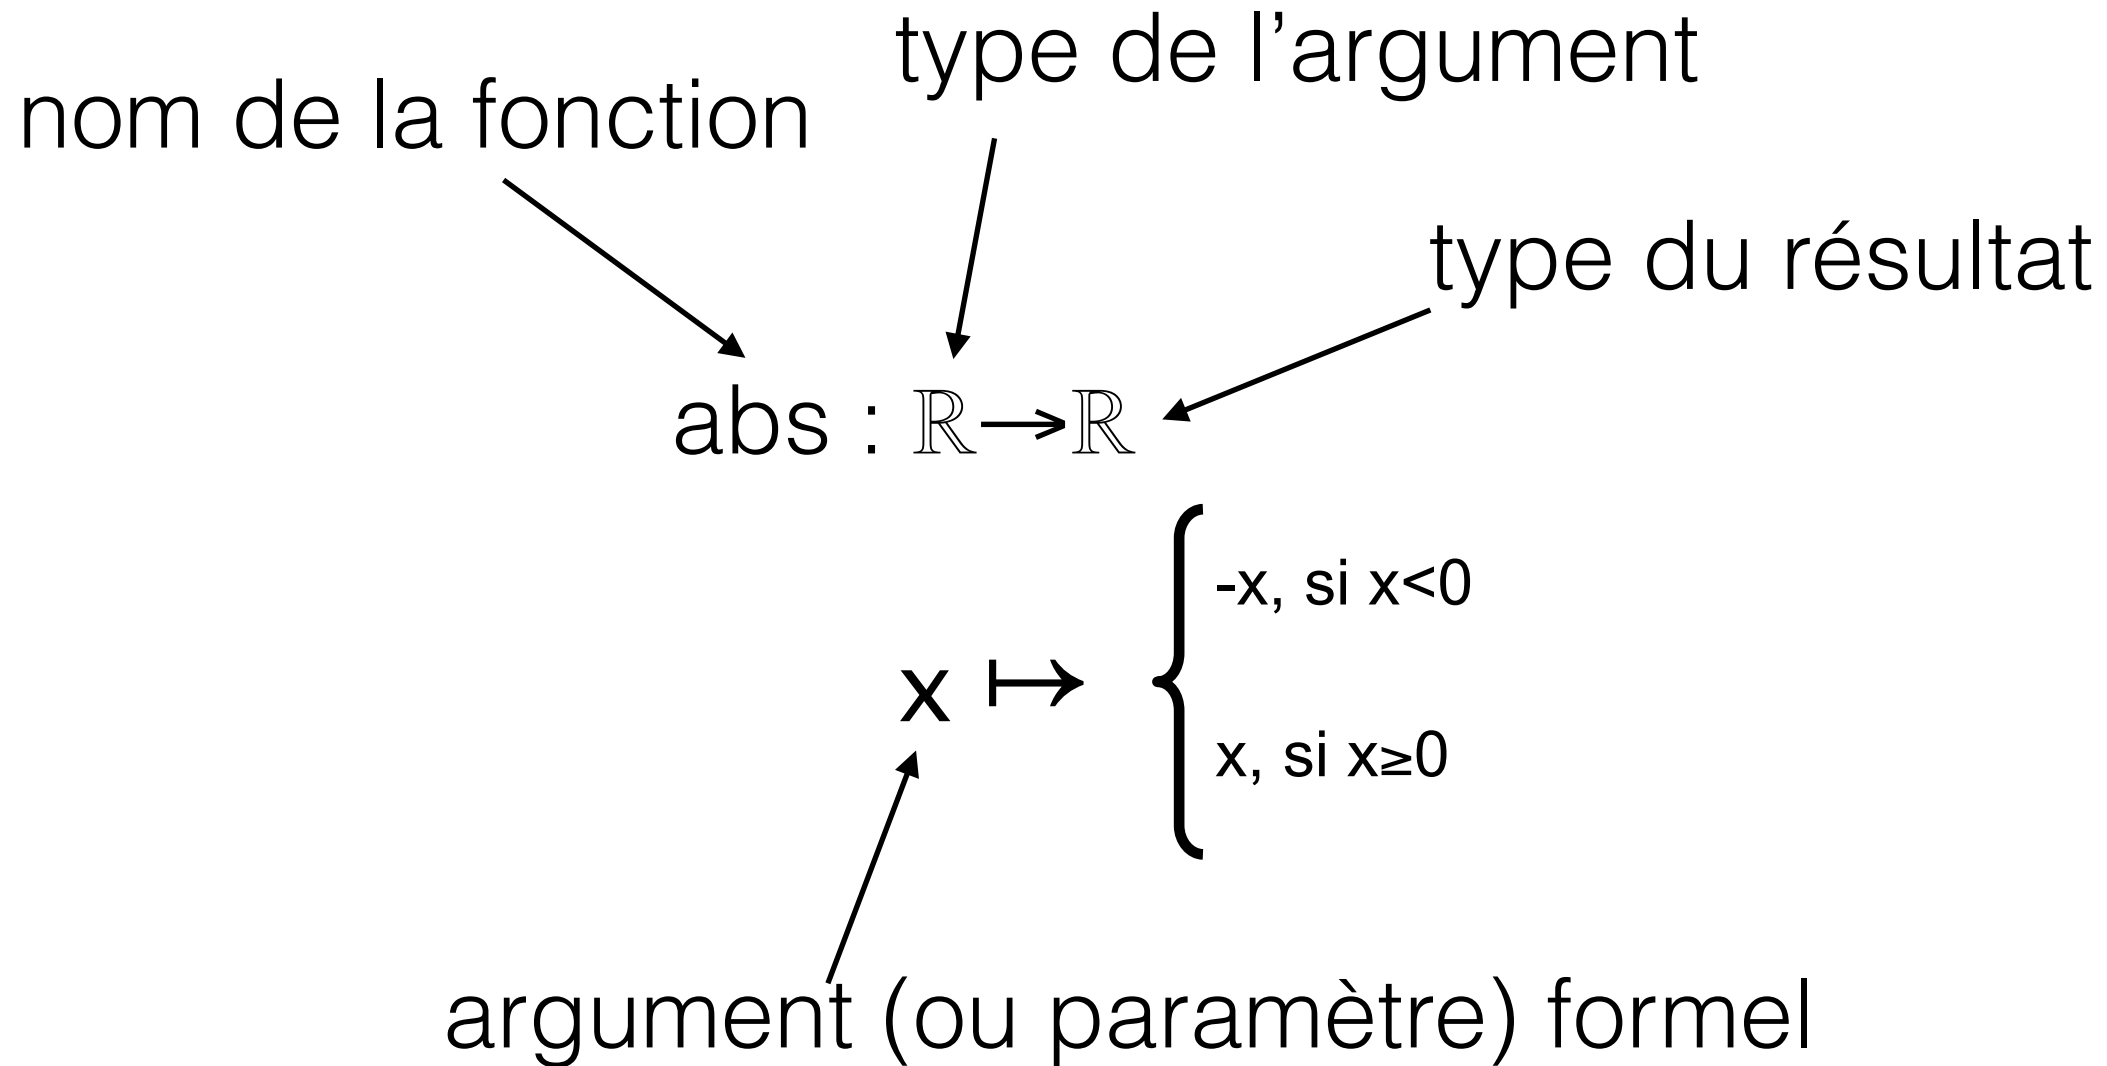 type de l’argument
nom de la fonction
type du résultat
abs : ℝ→ℝ
-x, si x<0
x ↦
x, si x≥0
argument (ou paramètre) formel